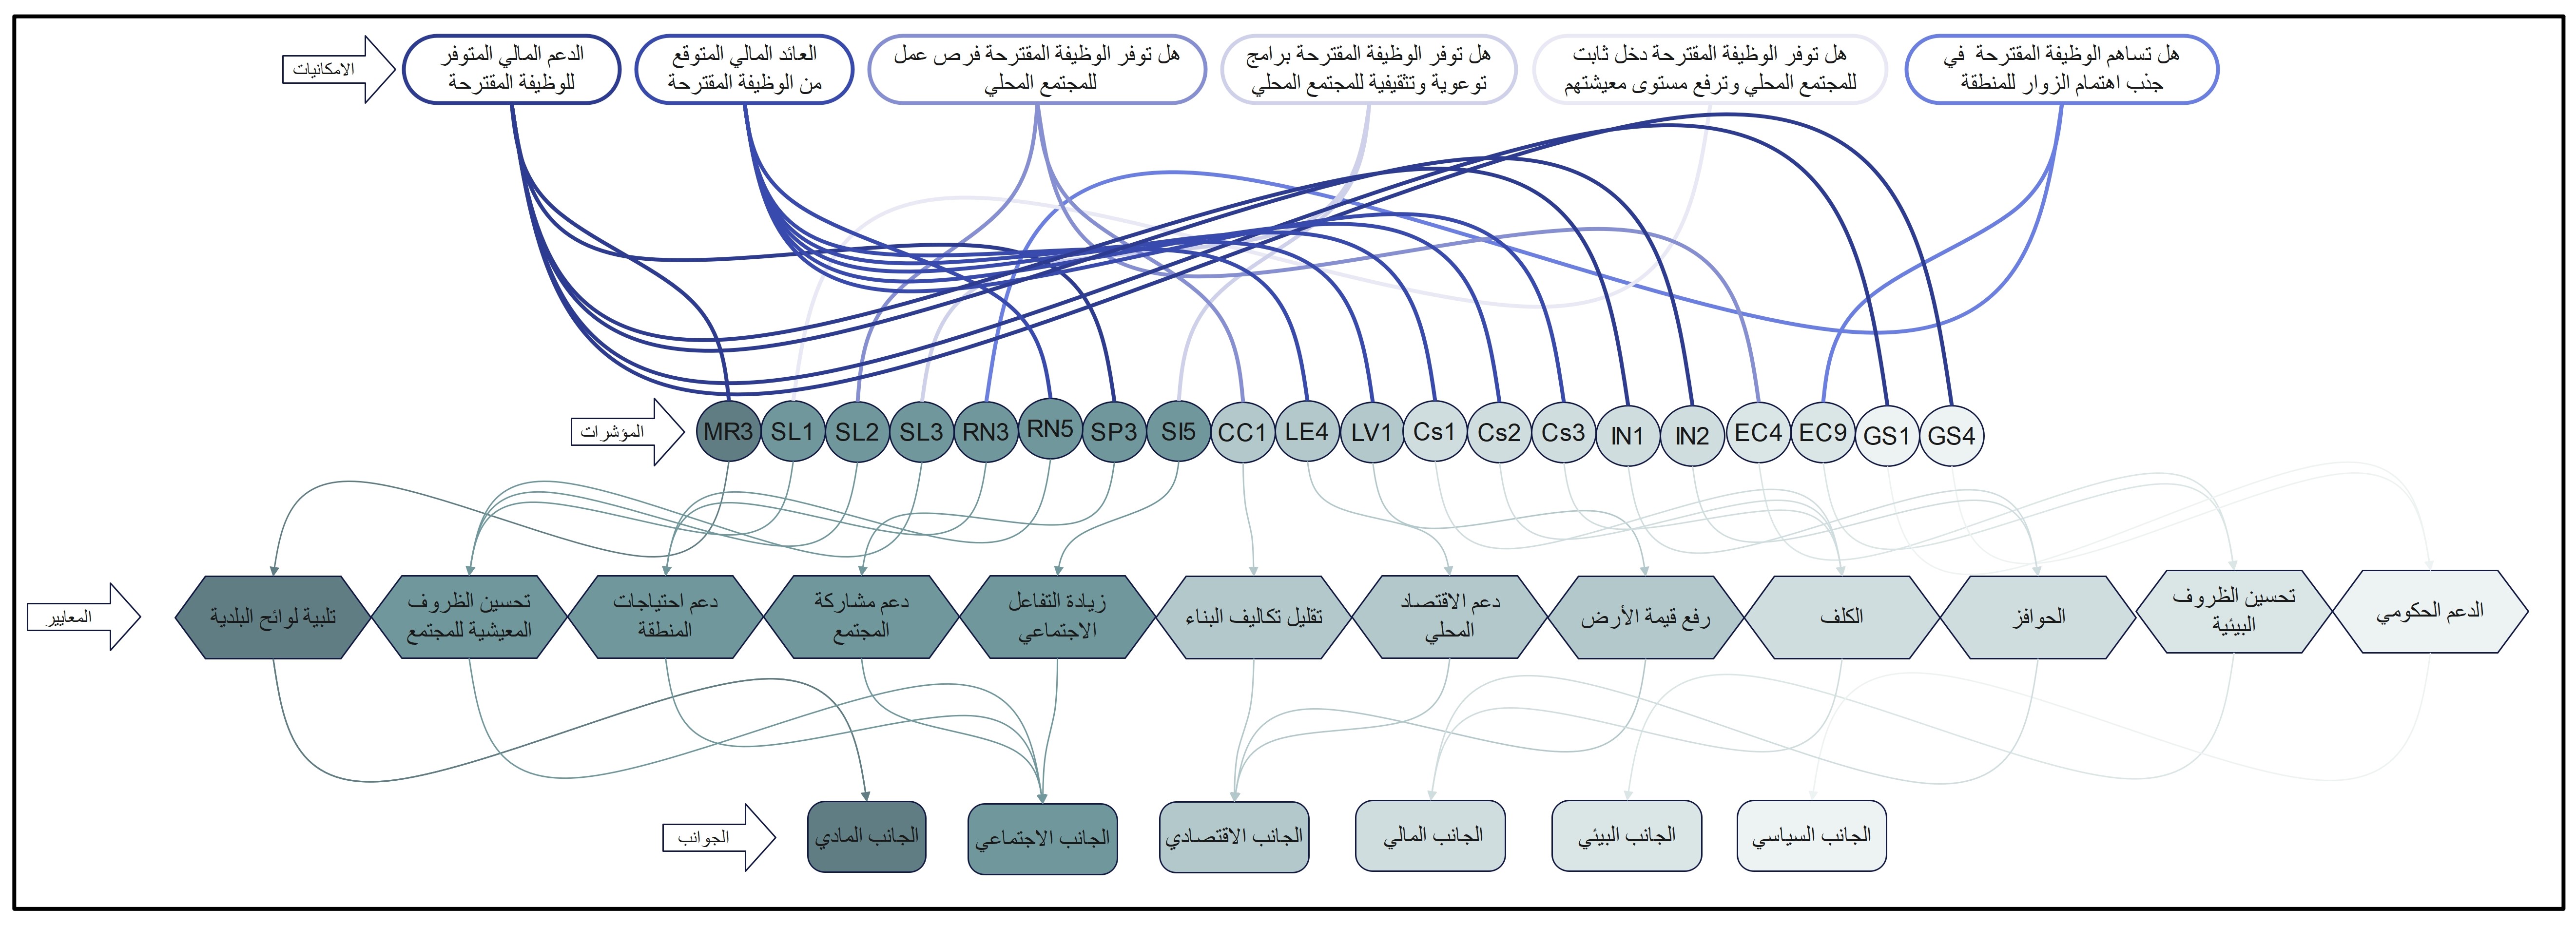 الامكانيات
الدعم المالي المتوفر
للوظيفة المقترحة
العائد المالي المتوقع
من الوظيفة المقترحة
هل توفر الوظيفة المقترحة فرص عمل
للمجتمع المحلي
هل توفر الوظيفة المقترحة برامج
توعوية وتثقيفية للمجتمع المحلي
هل توفر الوظيفة المقترحة دخل ثابت
للمجتمع المحلي وترفع مستوى معيشتهم
هل تساهم الوظيفة المقترحة في
جذب اهتمام الزوار للمنطقة
المؤشرات
MR3
SL1
SL2
SL3
RN3
RN5
SP3
SI5
CC1
LE4
LV1
Cs1
Cs2
Cs3
IN1
IN2
EC4
EC9
GS1
GS4
المعايير
تلبية لوائح البلدية
تحسين الظروف
المعيشية للمجتمع
دعم احتياجات
المنطقة
دعم مشاركة
المجتمع
زيادة التفاعل
الاجتماعي
تقليل تكاليف البناء
دعم الاقتصاد
المحلي
رفع قيمة الأرض
الكلف
الحوافز
تحسين الظروف
البيئية
الدعم الحكومي
الجوانب
الجانب المادي
الجانب الاجتماعي
الجانب الاقتصادي
الجانب المالي
الجانب البيئي
الجانب السياسي